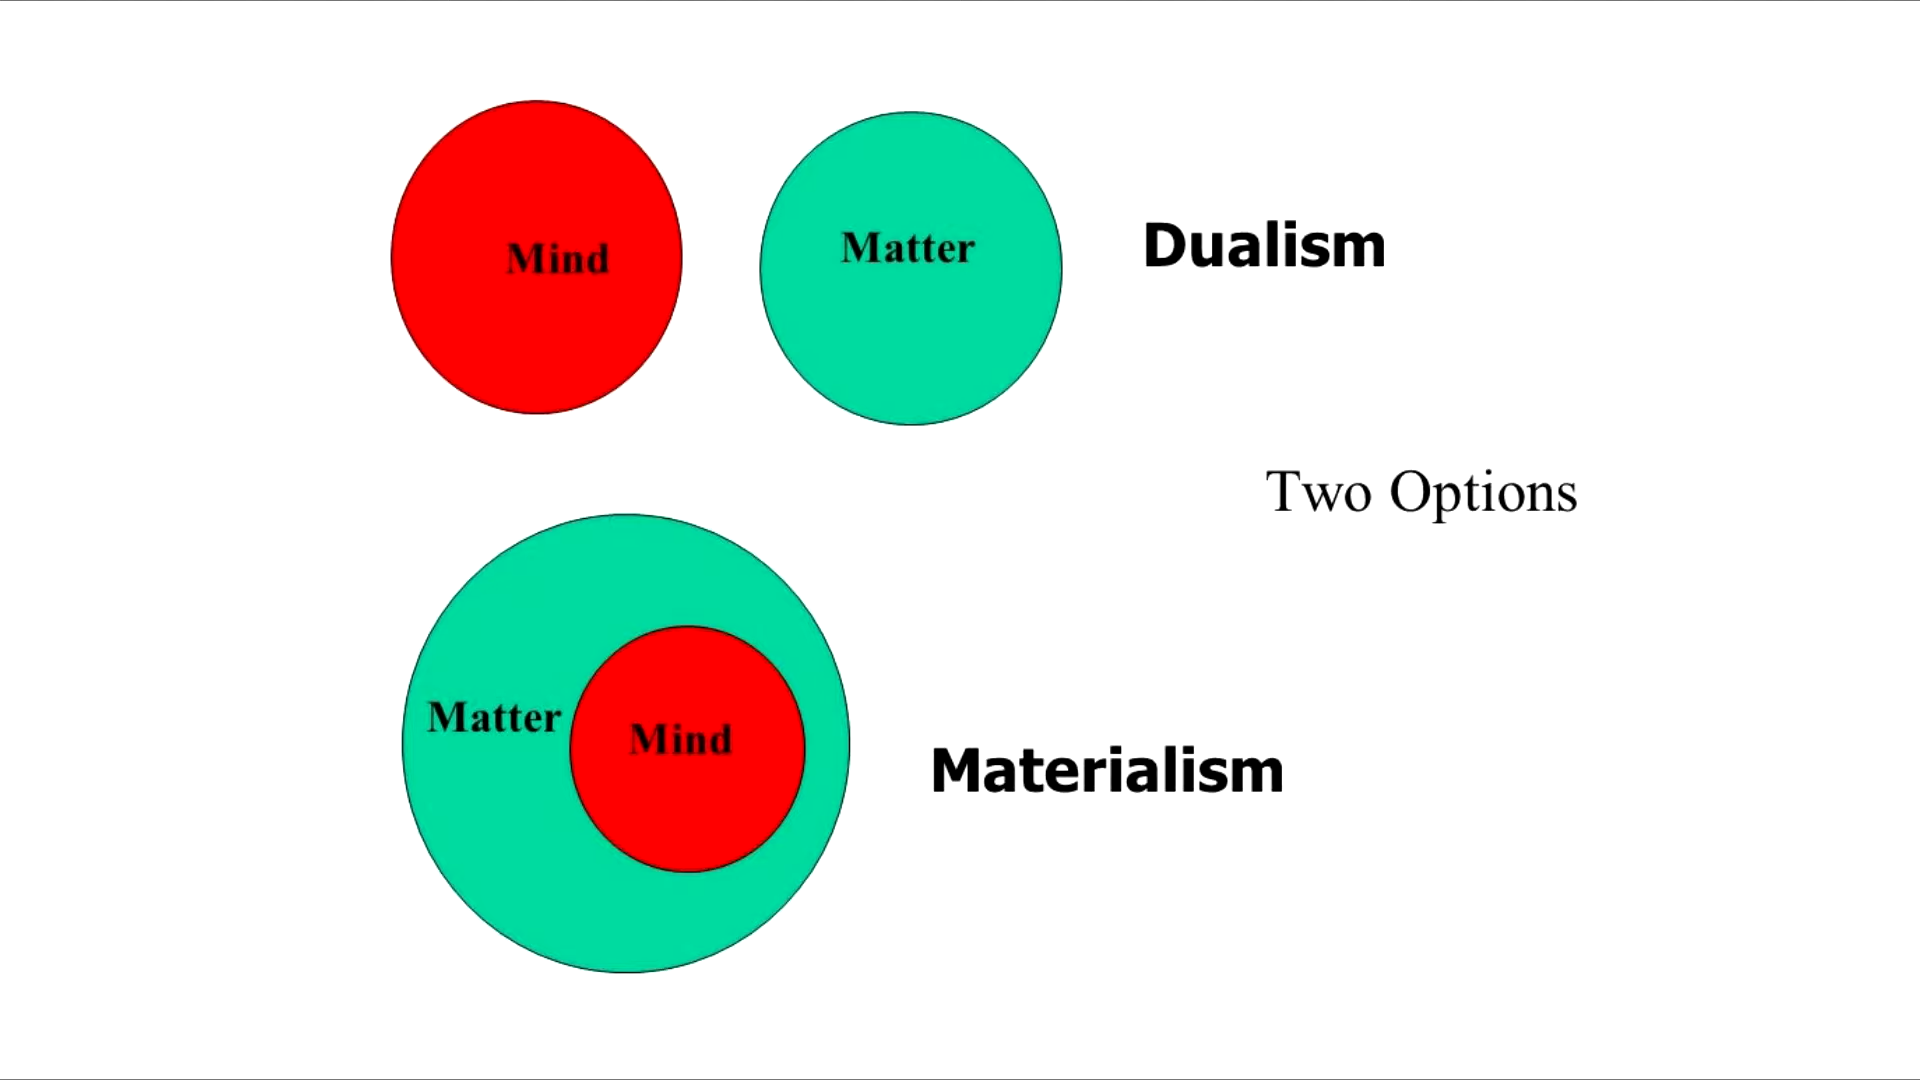 Mind
Matter
Dualism
Two Options
Matter
Mind
Materialism